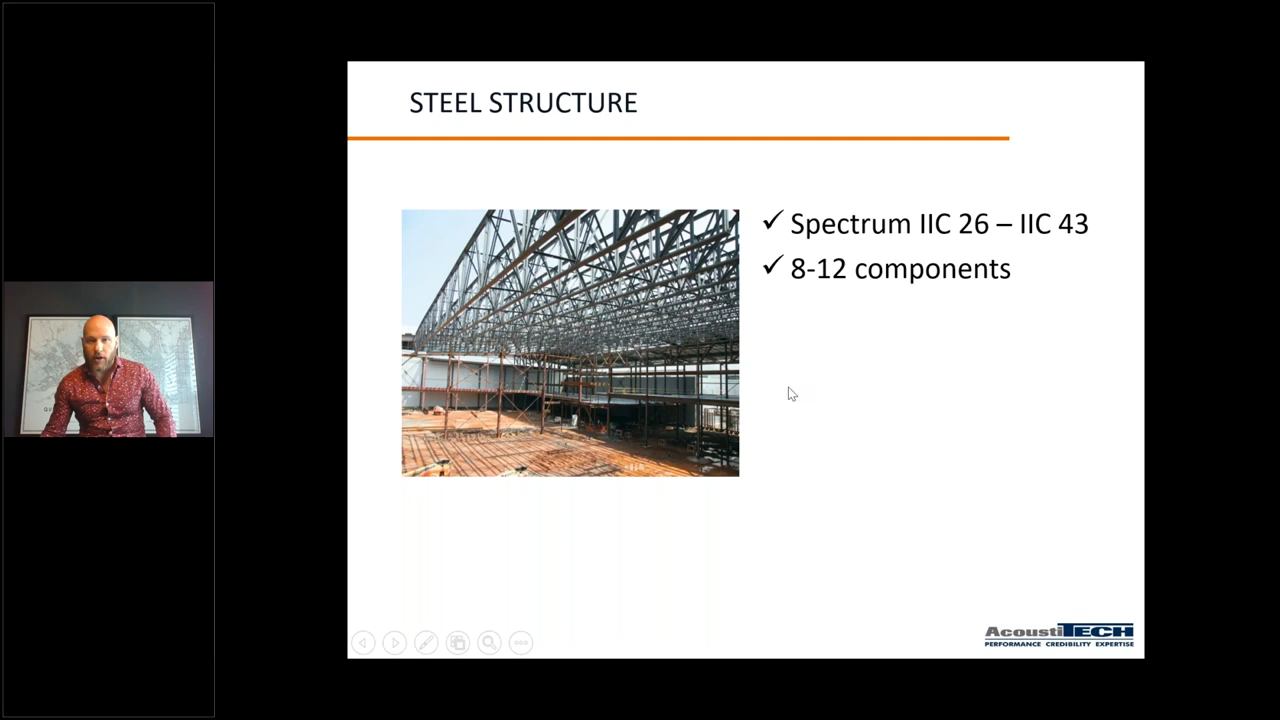 STEEL STRUCTURE
✓ Spectrum IIC 26 – IIC 43
✓ 8-12 components
AcoustiTECH
PERFORMANCE CREDIBILITY EXPERTISE